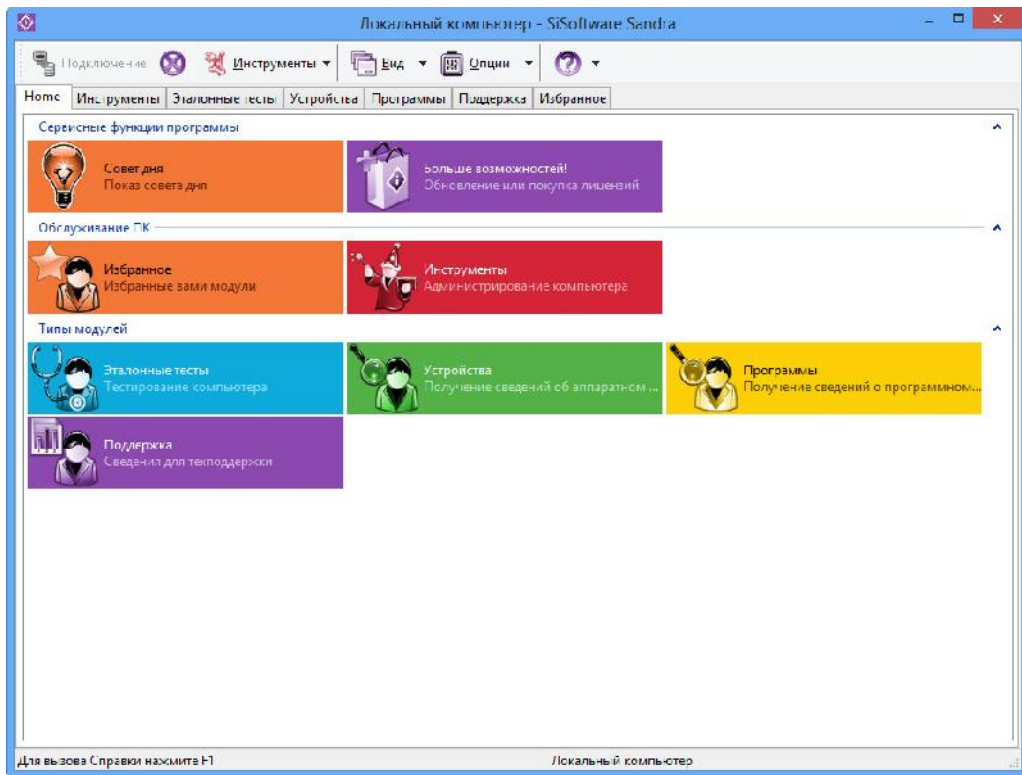 Локальный компьютер - SiSoftware Sandra
Подключение Инструменты Вид Опции
Home Инструменты Эталонные тесты Устройства Программы Поддержка Избранное
Сервисные функции программы
Совет дня
Показ совета дня
Больше возможностей!
Обновление или покупка лицензий
Обслуживание ПК
Избранное
Избранные вами модули
Инструменты
Администрирование компьютера
Типы модулей
Эталонные тесты
Тестирование компьютера
Устройства
Получение сведений об аппаратном ...
Программы
Получение сведений о программном...
Поддержка
Сведения для техподдержки
Для вызова Справки нажмите F1 Локальный компьютер